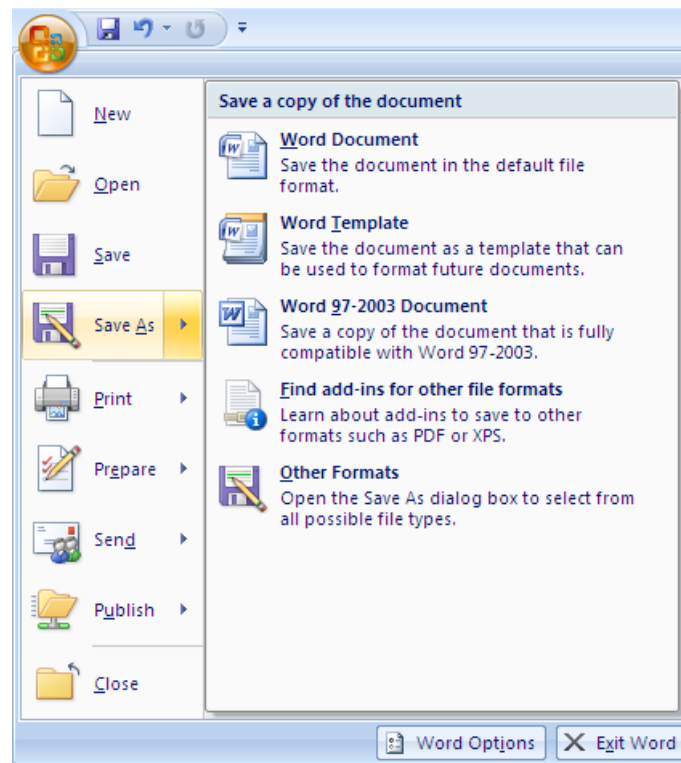 New
Open
Save
Save As
Print
Prepare
Send
Publish
Close
Save a copy of the document
Word Document
Save the document in the default file
format.
Word Template
Save the document as a template that can
be used to format future documents.
Word 97-2003 Document
Save a copy of the document that is fully
compatible with Word 97-2003.
Find add-ins for other file formats
Learn about add-ins to save to other
formats such as PDF or XPS.
Other Formats
Open the Save As dialog box to select from
all possible file types.
Word Options
Exit Word